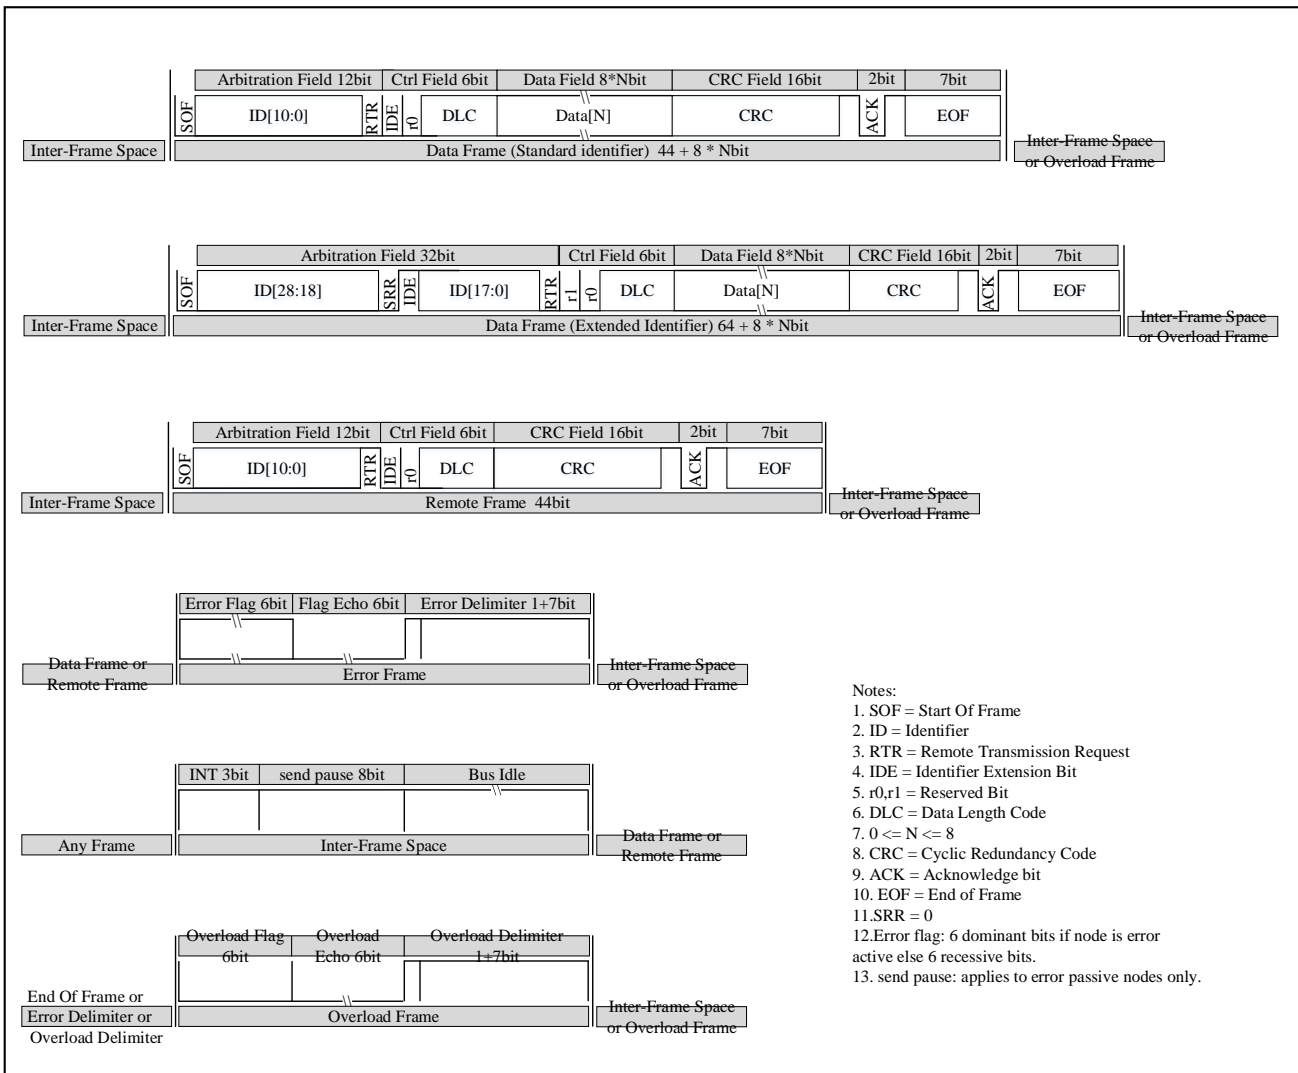 Arbitration Field 12bit Ctrl Field 6bit Data Field 8*Nbit CRC Field 16bit 2bit 7bit
SOF ID[10:0] RTR IDE r0 DLC Data[N] CRC ACK EOF
Inter-Frame Space Data Frame (Standard identifier) 44 + 8 * Nbit Inter-Frame Space
or Overload Frame
Arbitration Field 32bit Ctrl Field 6bit Data Field 8*Nbit CRC Field 16bit 2bit 7bit
SOF ID[28:18] SRR IDE ID[17:0] RTR r1 r0 DLC Data[N] CRC ACK EOF
Inter-Frame Space Data Frame (Extended Identifier) 64 + 8 * Nbit Inter-Frame Space
or Overload Frame
Arbitration Field 12bit Ctrl Field 6bit CRC Field 16bit 2bit 7bit
SOF ID[10:0] RTR IDE r0 DLC CRC ACK EOF
Inter-Frame Space Remote Frame 44bit Inter-Frame Space
or Overload Frame
Error Flag 6bit Flag Echo 6bit Error Delimiter 1+7bit
Data Frame or
Remote Frame Error Frame Inter-Frame Space
or Overload Frame
INT 3bit send pause 8bit Bus Idle
Any Frame Inter-Frame Space Data Frame or
Remote Frame
Overload Flag
6bit Overload
Echo 6bit Overload Delimiter
1+7bit
End Of Frame or
Error Delimiter or
Overload Delimiter Overload Frame Inter-Frame Space
or Overload Frame
Notes:
1. SOF = Start Of Frame
2. ID = Identifier
3. RTR = Remote Transmission Request
4. IDE = Identifier Extension Bit
5. r0,r1 = Reserved Bit
6. DLC = Data Length Code
7. 0 <= N <= 8
8. CRC = Cyclic Redundancy Code
9. ACK = Acknowledge bit
10. EOF = End of Frame
11.SRR = 0
12.Error flag: 6 dominant bits if node is error
active else 6 recessive bits.
13. send pause: applies to error passive nodes only.